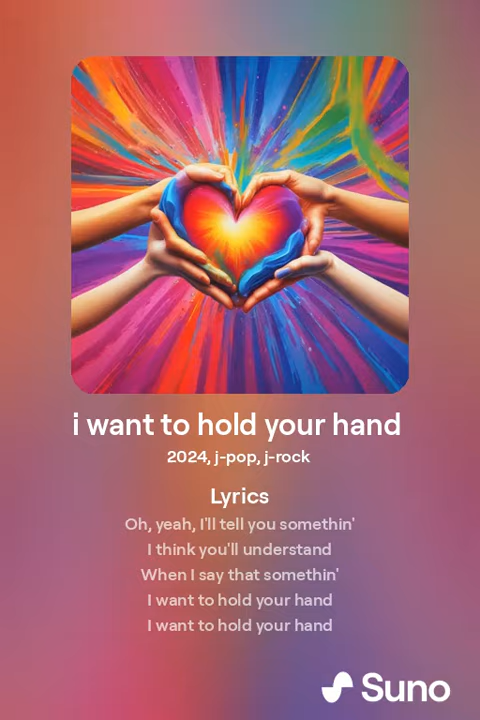 i want to hold your hand
2024, j-pop, j-rock
Lyrics
Oh, yeah, I'll tell you somethin'
I think you'll understand
When I say that somethin'
I want to hold your hand
I want to hold your hand
Suno